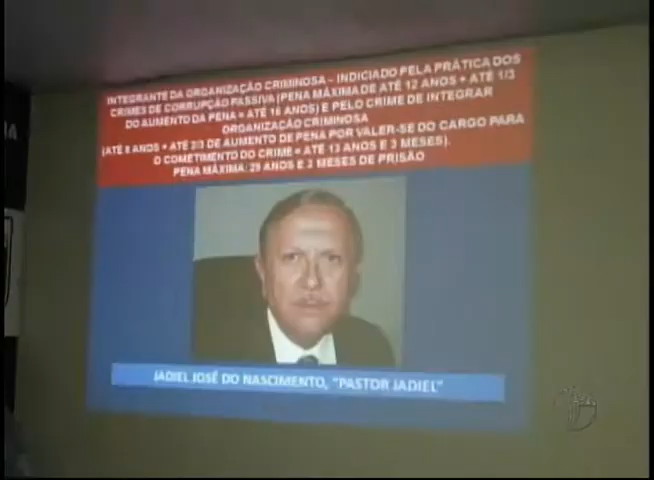 INTEGRANTE DA ORGANIZAÇÃO CRIMINOSA – INDICIADO PELA PRÁTICA DOS
CRIMES DE CORRUPÇÃO PASSIVA (PENA MÁXIMA DE ATÉ 12 ANOS + ATÉ 1/3
DO AUMENTO DA PENA = ATÉ 16 ANOS) E PELO CRIME DE INTEGRAR
ORGANIZAÇÃO CRIMINOSA
(ATÉ 8 ANOS + ATÉ 2/3 DE AUMENTO DE PENA POR VALER-SE DO CARGO PARA
O COMETIMENTO DO CRIME = ATÉ 13 ANOS E 3 MESES).
PENA MÁXIMA: 29 ANOS E 3 MESES DE PRISÃO
JADIEL JOSÉ DO NASCIMENTO, "PASTOR JADIEL"